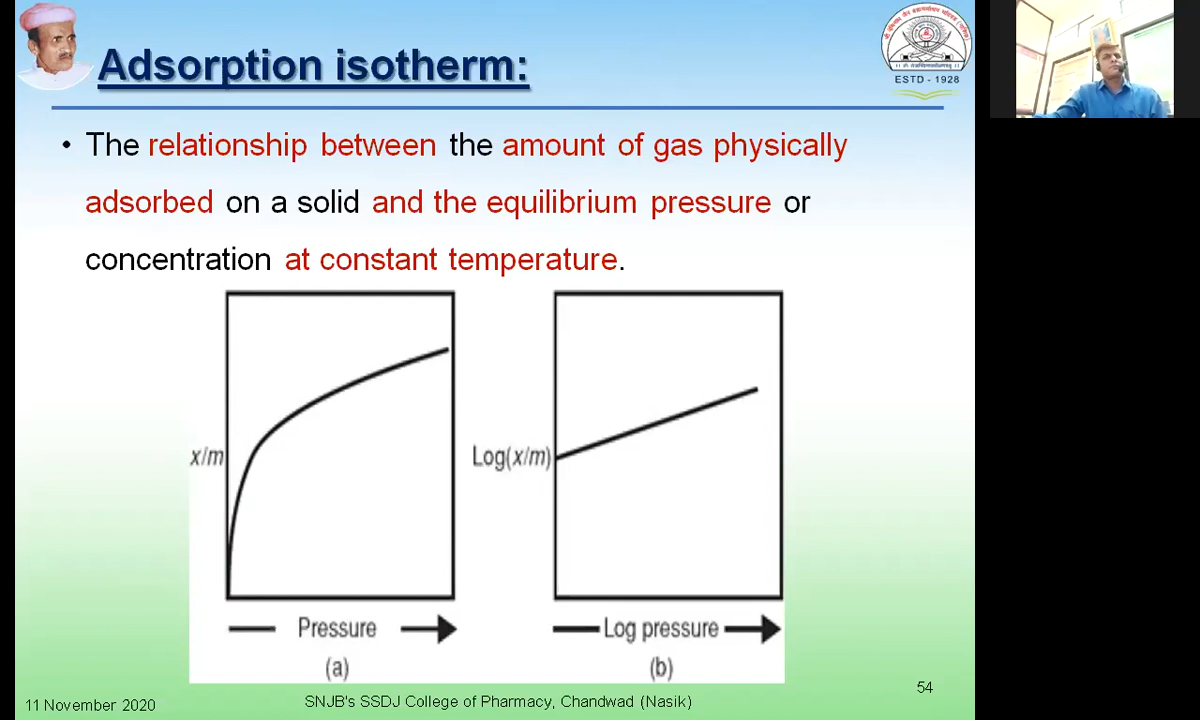 Adsorption isotherm:
ESTD - 1928
• The relationship between the amount of gas physically
adsorbed on a solid and the equilibrium pressure or
concentration at constant temperature.
x/m
Pressure
(a)
Log(x/m)
Log pressure
(b)
11 November 2020
SNJB's SSDJ College of Pharmacy, Chandwad (Nasik)
54